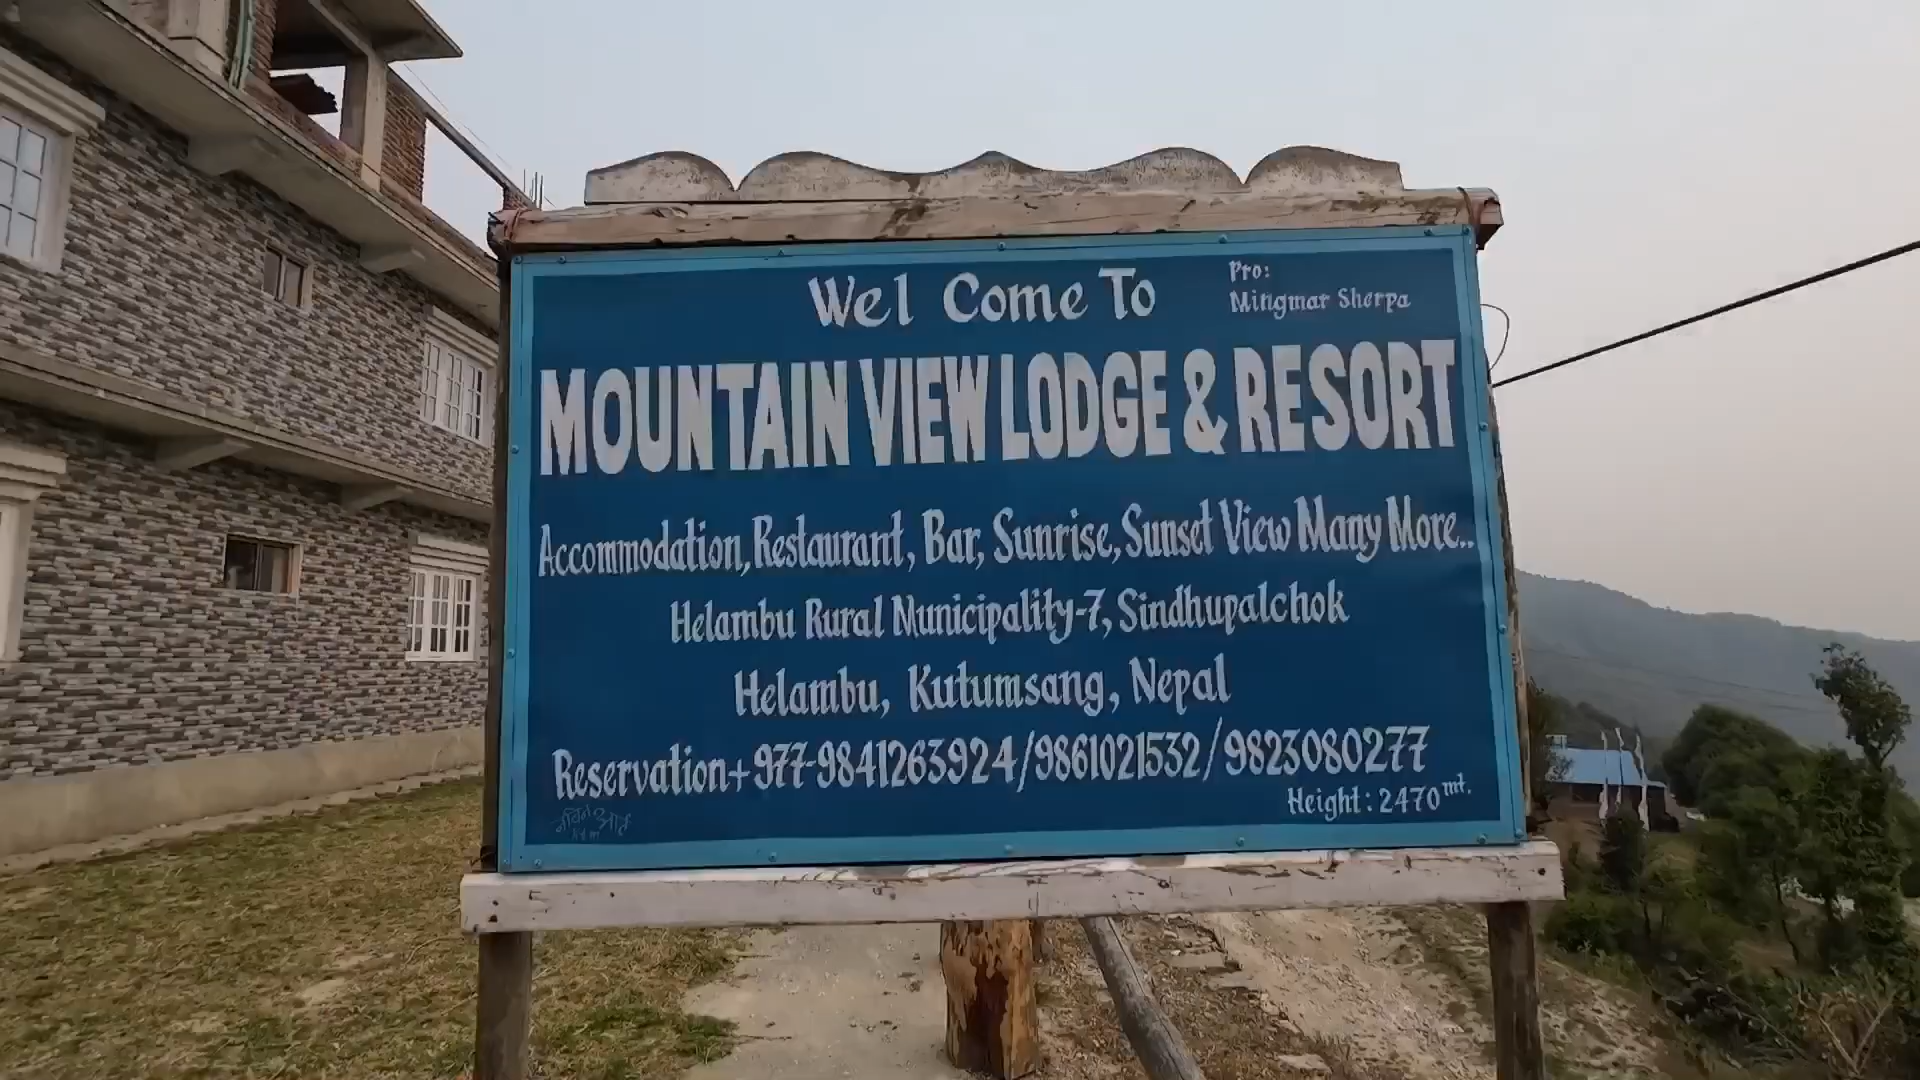 Wel Come To
Pro:
Mingmar Sherpa
MOUNTAIN VIEW LODGE & RESORT
Accommodation, Restaurant, Bar, Sunrise, Sunset View Many More..
Helambu Rural Municipality-7, Sindhupalchok
Helambu, Kutumsang, Nepal
Reservation+977-9841263924/9861021532/9823080277
Height: 2470 mt.